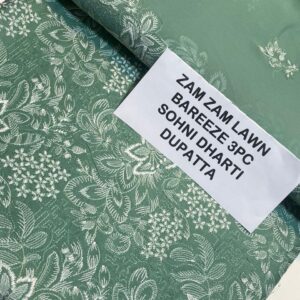 ZAM ZAM LAWN
BAREEZE 3PC
SOHNI DHARTI
DUPATTA